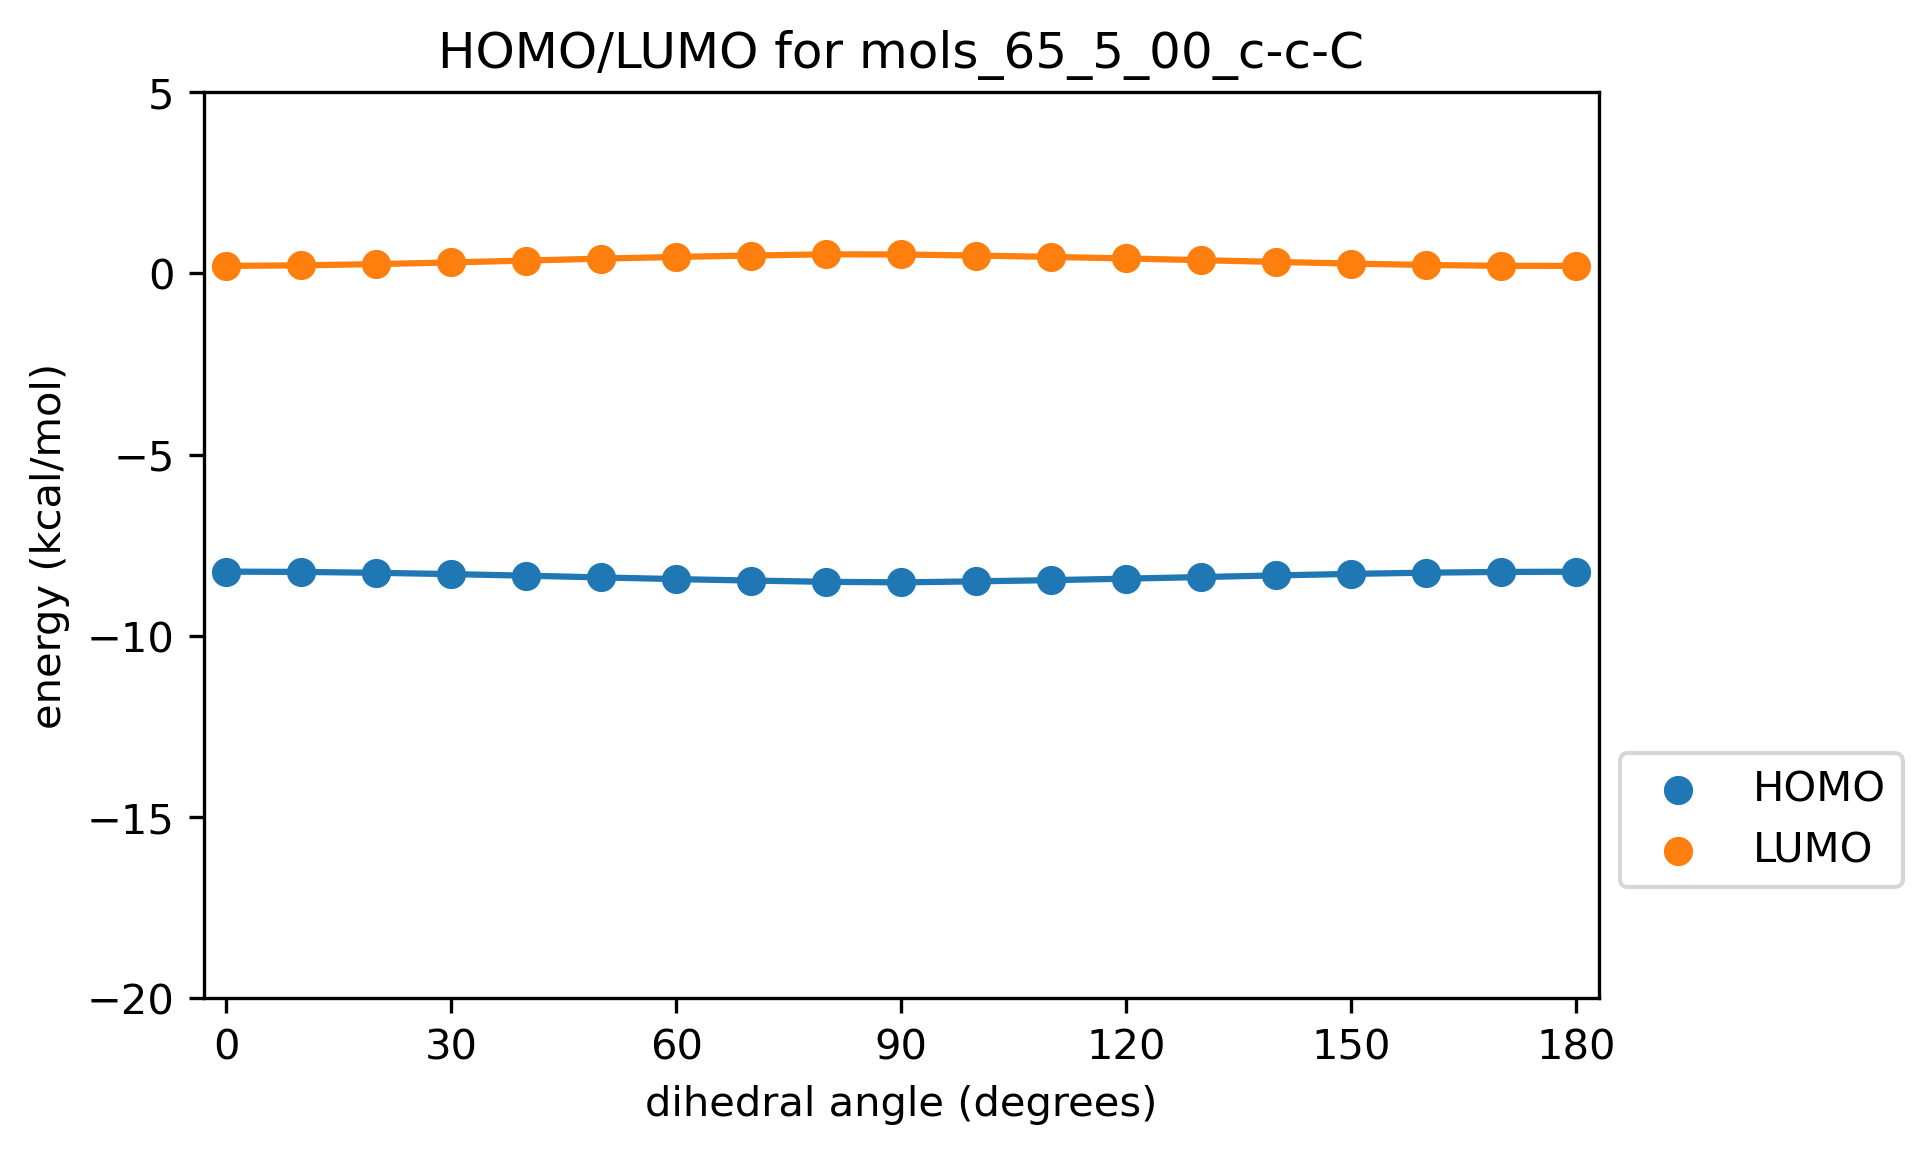 HOMO/LUMO for mols_65_5_00_c-c-C
5
0
−5
−10
−15
−20
energy (kcal/mol)
0 30 60 90 120 150 180
dihedral angle (degrees)
HOMO
LUMO